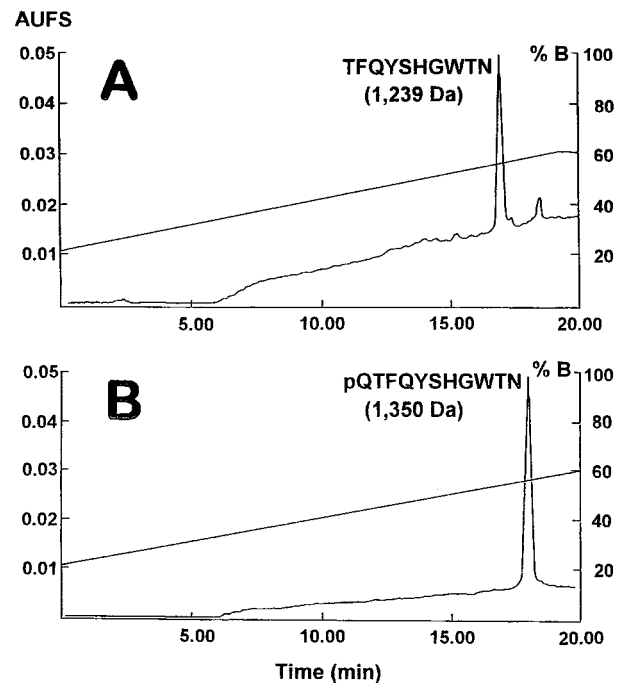 AUFS
A
TFQYSHGWTN
(1,239 Da)
% B
0.05
0.04
0.03
0.02
0.01
100
80
60
40
20
5.00 10.00 15.00 20.00
B
pQTFQYSHGWTN
(1,350 Da)
% B
0.05
0.04
0.03
0.02
0.01
100
80
60
40
20
5.00 10.00 15.00 20.00
Time (min)